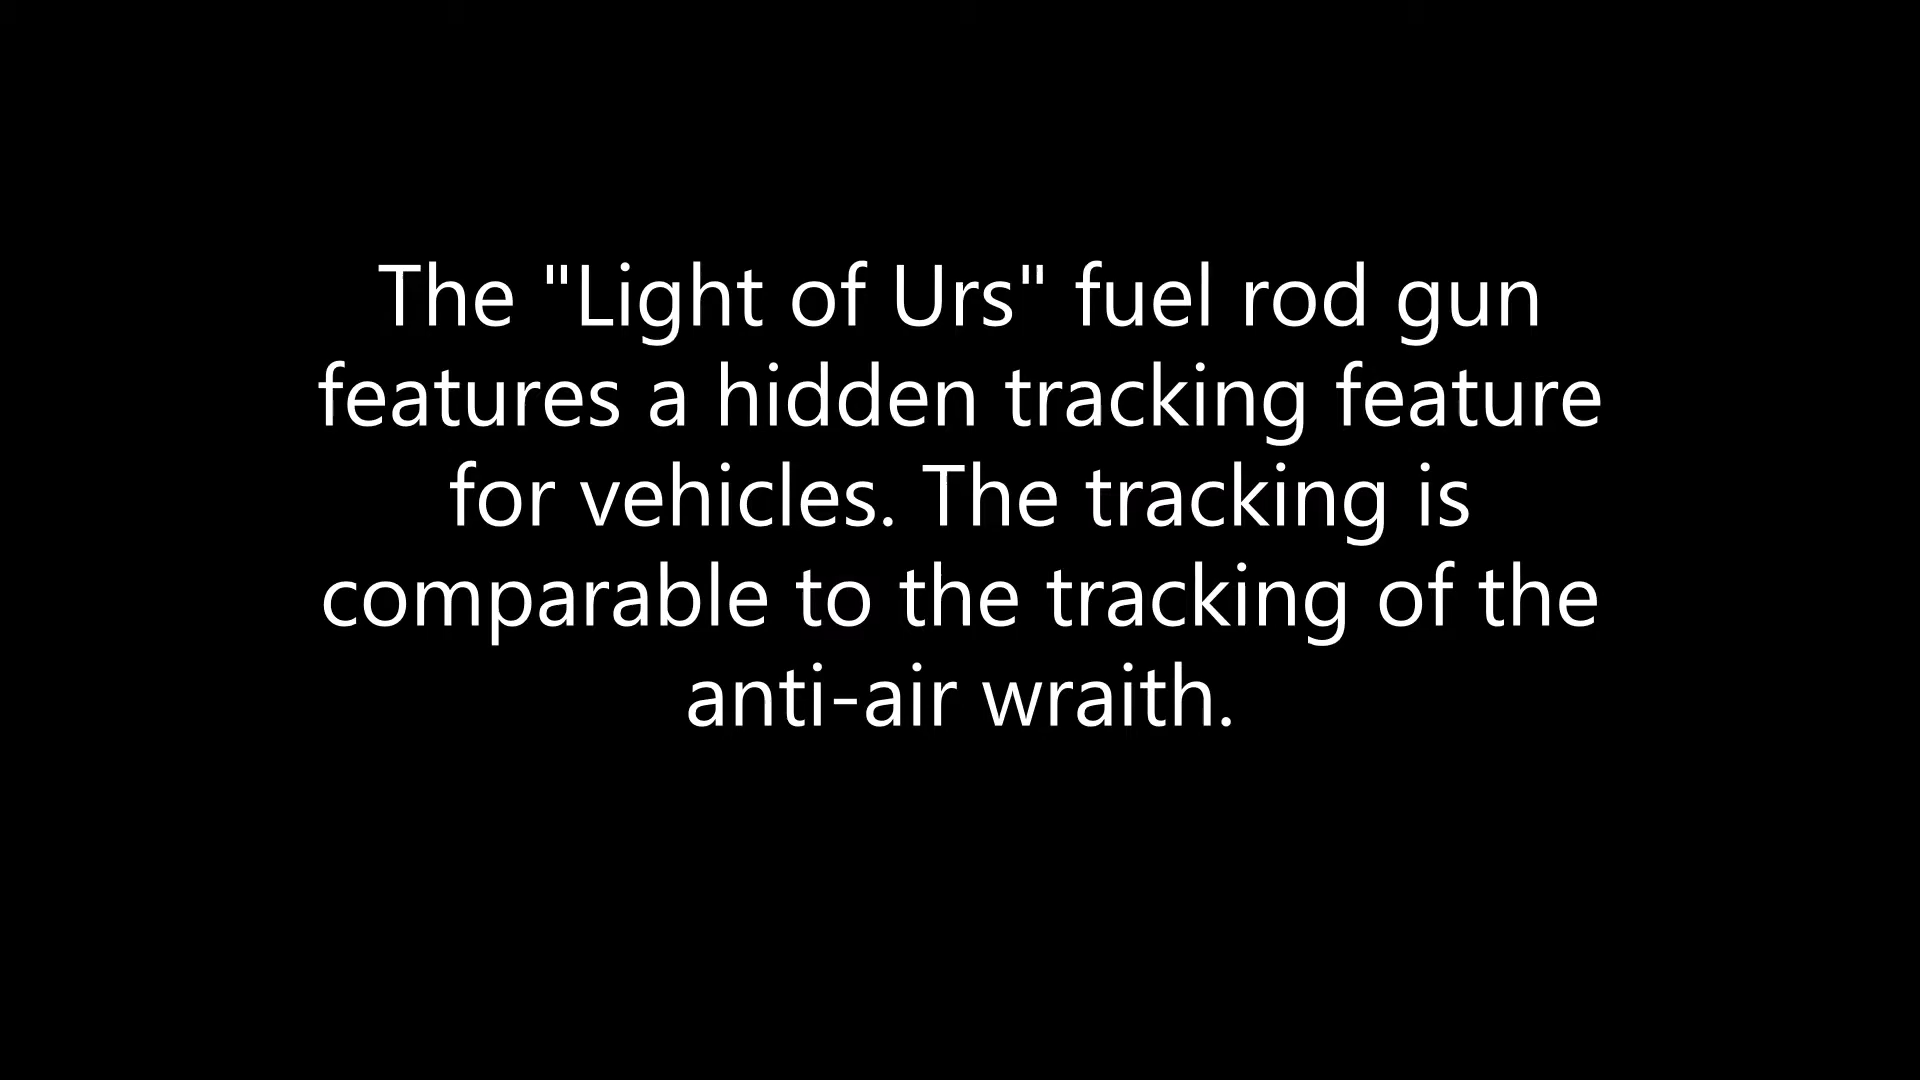 The "Light of Urs" fuel rod gun
features a hidden tracking feature
for vehicles. The tracking is
comparable to the tracking of the
anti-air wraith.